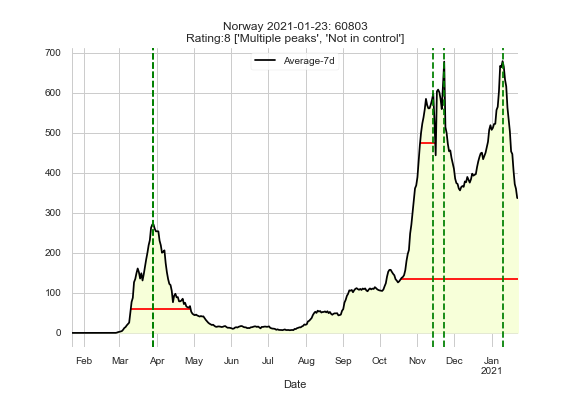 Norway 2021-01-23: 60803
Rating:8 ['Multiple peaks', 'Not in control']
Average-7d
700
600
500
400
300
200
100
0
Feb Mar Apr May Jun Jul Aug Sep Oct Nov Dec Jan
2021
Date